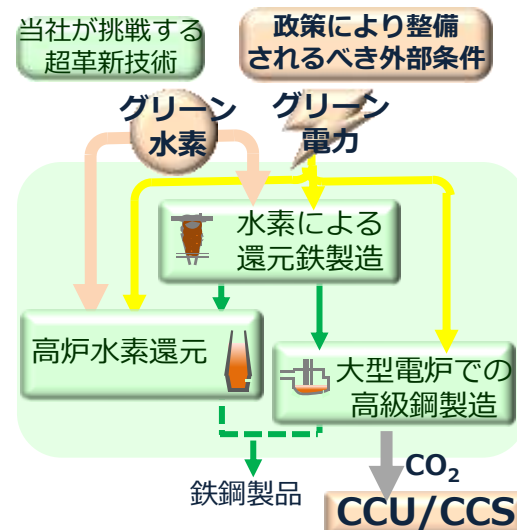 当社が挑戦する
超革新技術
政策により整備
されるべき外部条件
グリーン
水素
グリーン
電力
水素による
還元鉄製造
高炉水素還元
大型電炉での
高級鋼製造
CO₂
鉄鋼製品
CCU/CCS